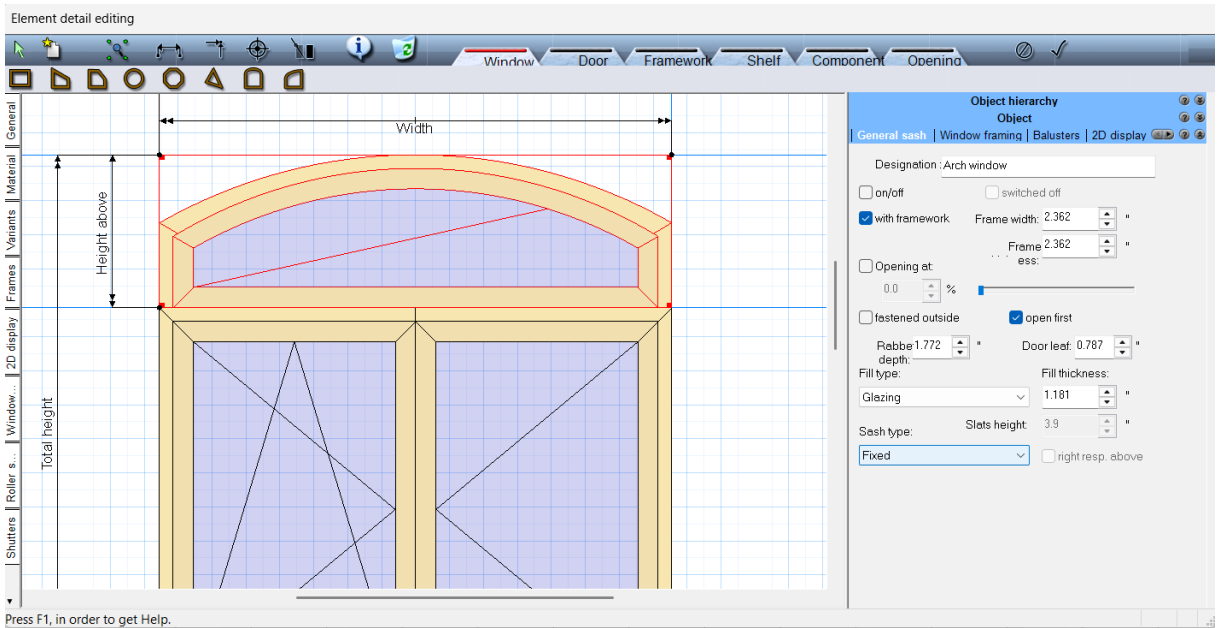 Element detail editing
Window
Door
Framework
Shelf
Component
Opening
General
Material
Variants
Frames
2D display
Window. ...
Roller s...
Shutters
Width
Height above
Total height
Object hierarchy
Object
General sash
Window framing
Balusters
2D display
Designation :
Arch window
on/off
switched off
with framework
Frame width:
2.362
"
Frame
ess:
2.362
"
Opening at:
0.0
%
fastened outside
open first
Rabbe
depth:
1.772
"
Door leaf:
0.787
"
Fill type:
Fill thickness:
Glazing
1.181
"
Sash type:
Slats height:
3.9
"
Fixed
right resp. above
Press F1, in order to get Help.